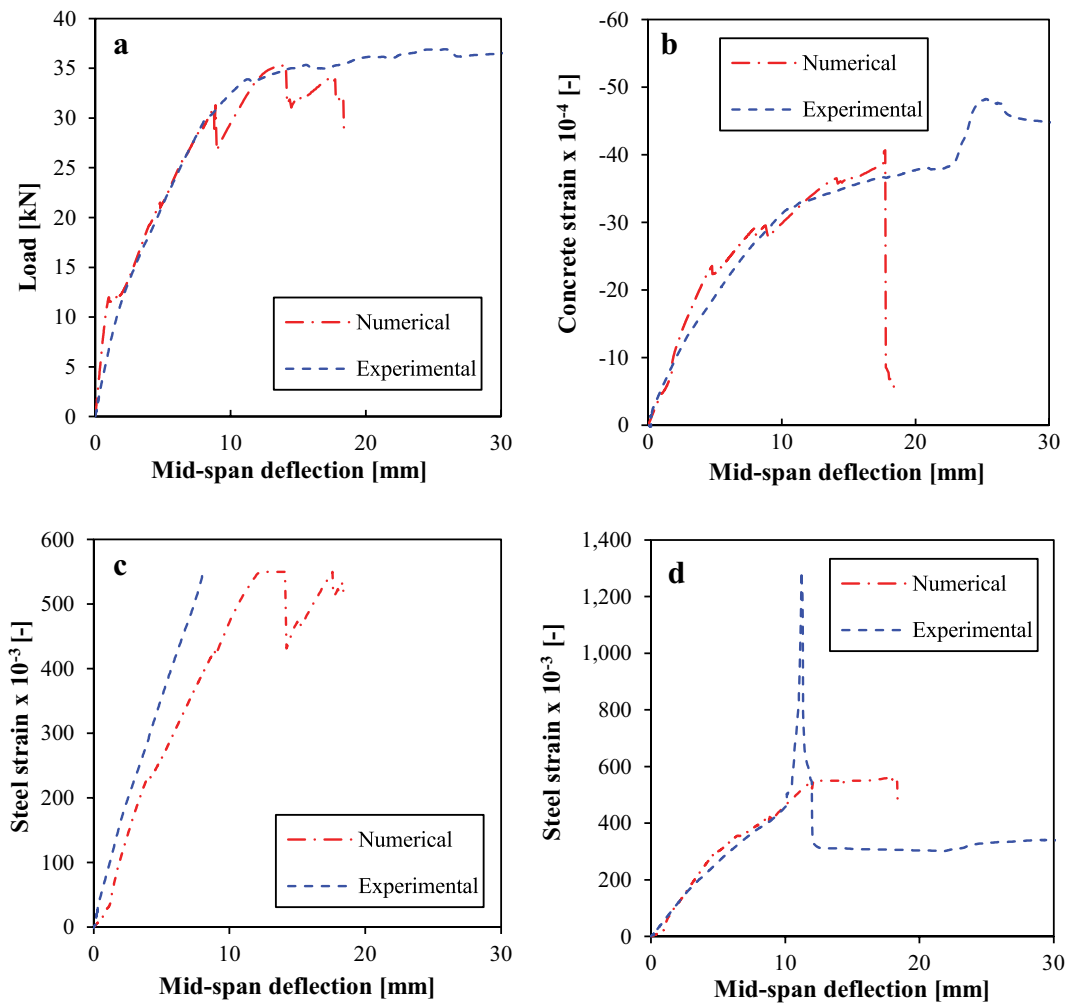 a
40
35
30
25
20
15
10
5
0
Load [kN]
Numerical
Experimental
0 10 20 30
Mid-span deflection [mm]
b
-60
-50
-40
-30
-20
-10
0
Concrete strain x 10⁻⁴ [-]
Numerical
Experimental
0 10 20 30
Mid-span deflection [mm]
c
600
500
400
300
200
100
0
Steel strain x 10⁻³ [-]
Numerical
Experimental
0 10 20 30
Mid-span deflection [mm]
d
1,400
1,200
1,000
800
600
400
200
0
Steel strain x 10⁻³ [-]
Numerical
Experimental
0 10 20 30
Mid-span deflection [mm]